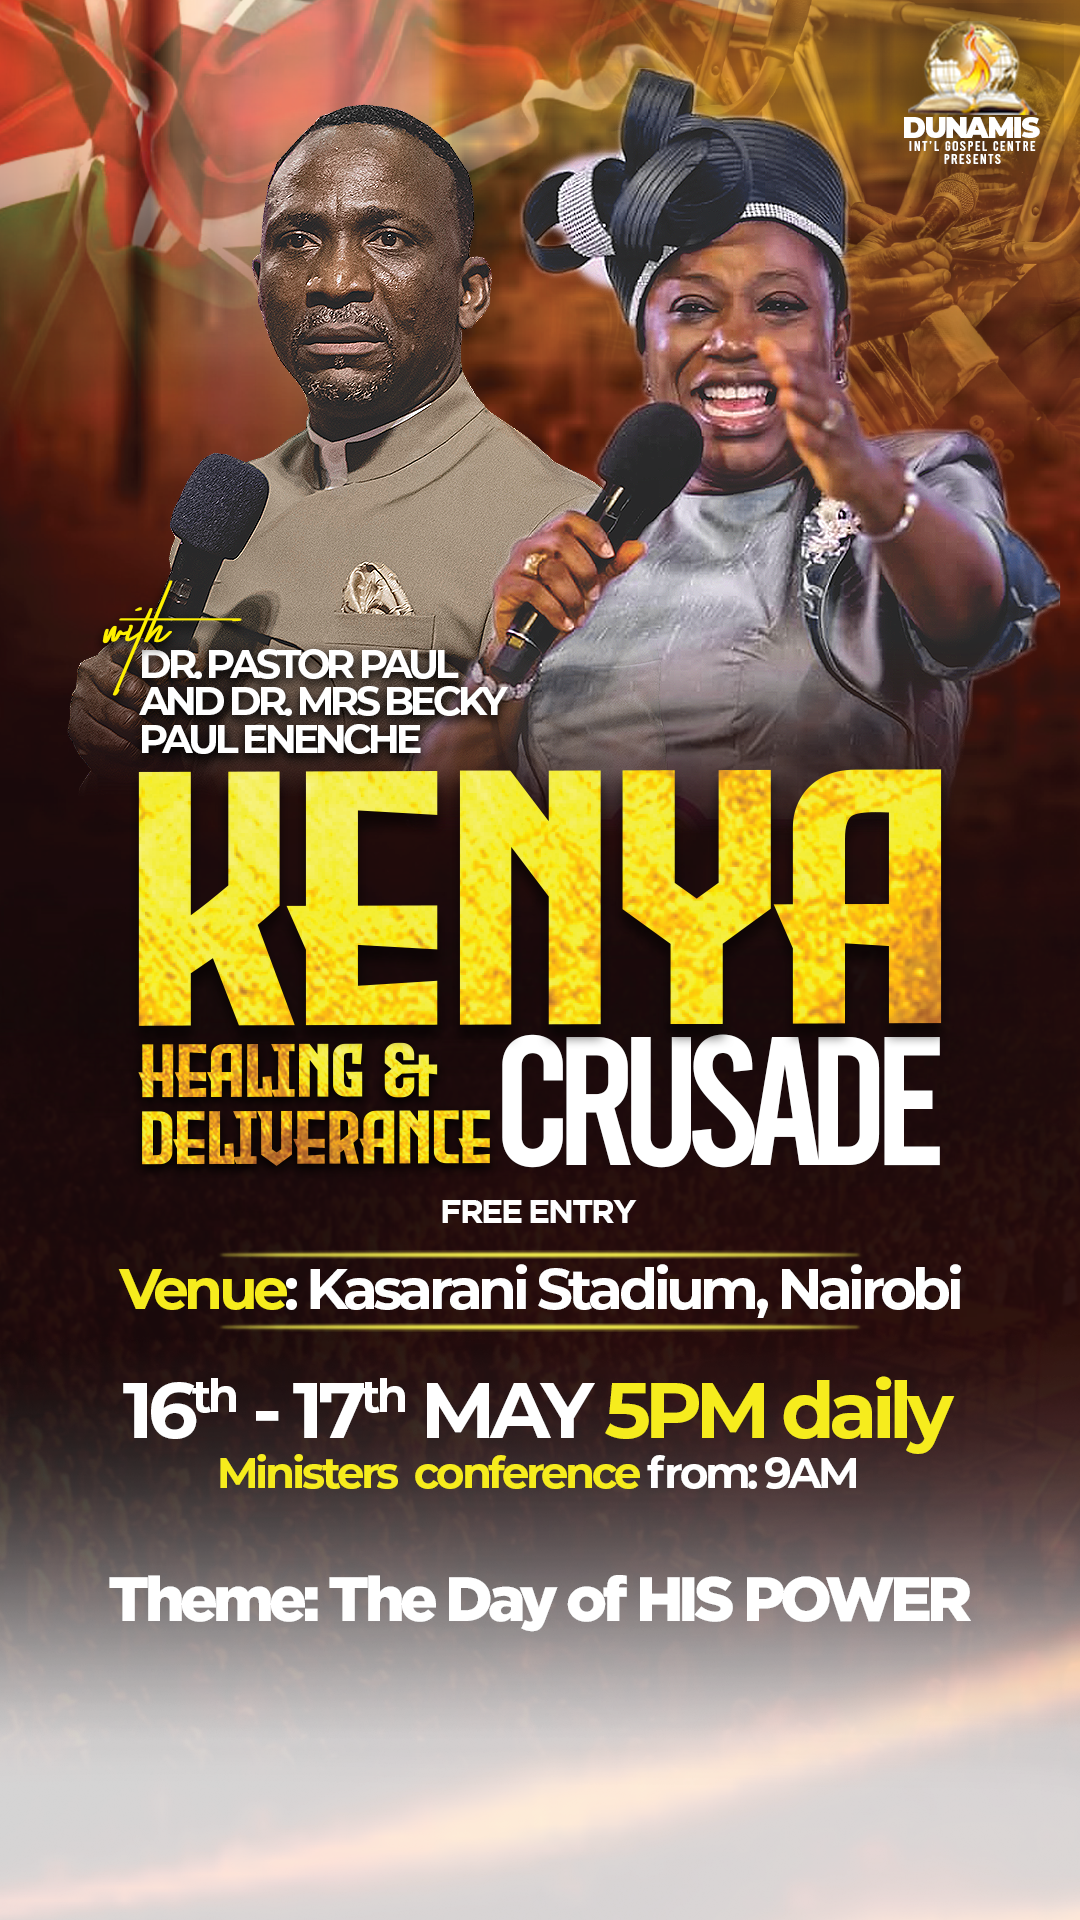 DUNAMIS
INT'L GOSPEL CENTRE
PRESENTS
with
DR. PASTOR PAUL
AND DR. MRS BECKY
PAUL ENENCHE
KENYA
HEALING &
DELIVERANCE
CRUSADE
FREE ENTRY
Venue: Kasarani Stadium, Nairobi
16th - 17th MAY 5PM daily
Ministers conference from: 9AM
Theme: The Day of HIS POWER